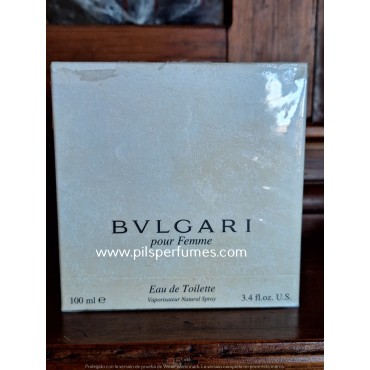 BVLGARI
pour Femme
www.pilsperfumes.com
Eau de Toilette
100 ml ℮ Vaporisateur Natural Spray 3.4 fl.oz. U.S.